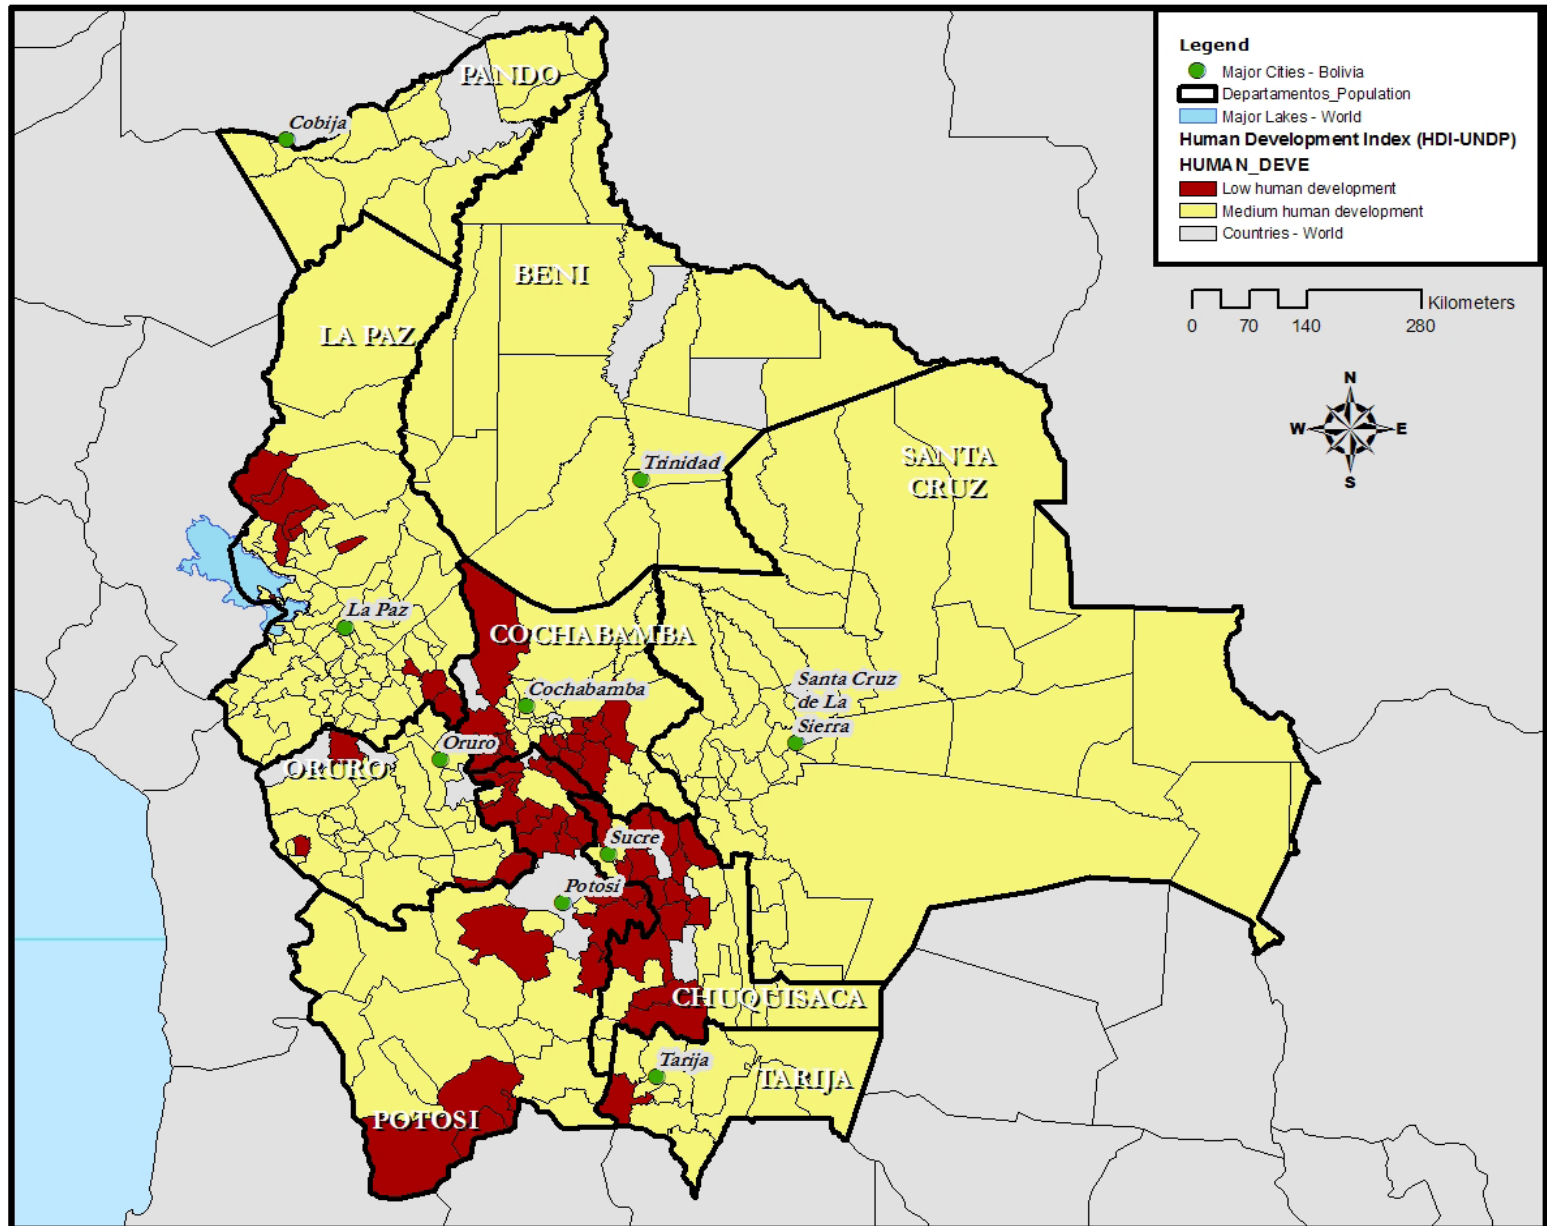 Legend
Major Cities - Bolivia
Departamentos_Population
Major Lakes - World
Human Development Index (HDI-UNDP)
HUMAN_DEVE
Low human development
Medium human development
Countries - World
Kilometers
0 70 140 280
N
W E
S
PANDO
Cobija
BENI
LA PAZ
Trinidad
SANTA
CRUZ
La Paz
COCHABAMBA
Cochabamba
Santa Cruz
de La
Sierra
Oruro
ORURO
Sucre
Potosi
CHUQUISACA
Tarija
TARIJA
POTOSI